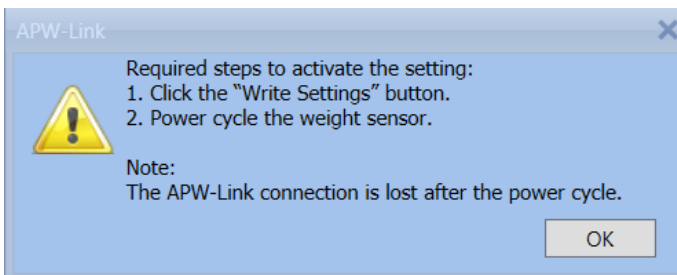 APW-Link
Required steps to activate the setting:
1. Click the “Write Settings” button.
2. Power cycle the weight sensor.
Note:
The APW-Link connection is lost after the power cycle.
OK